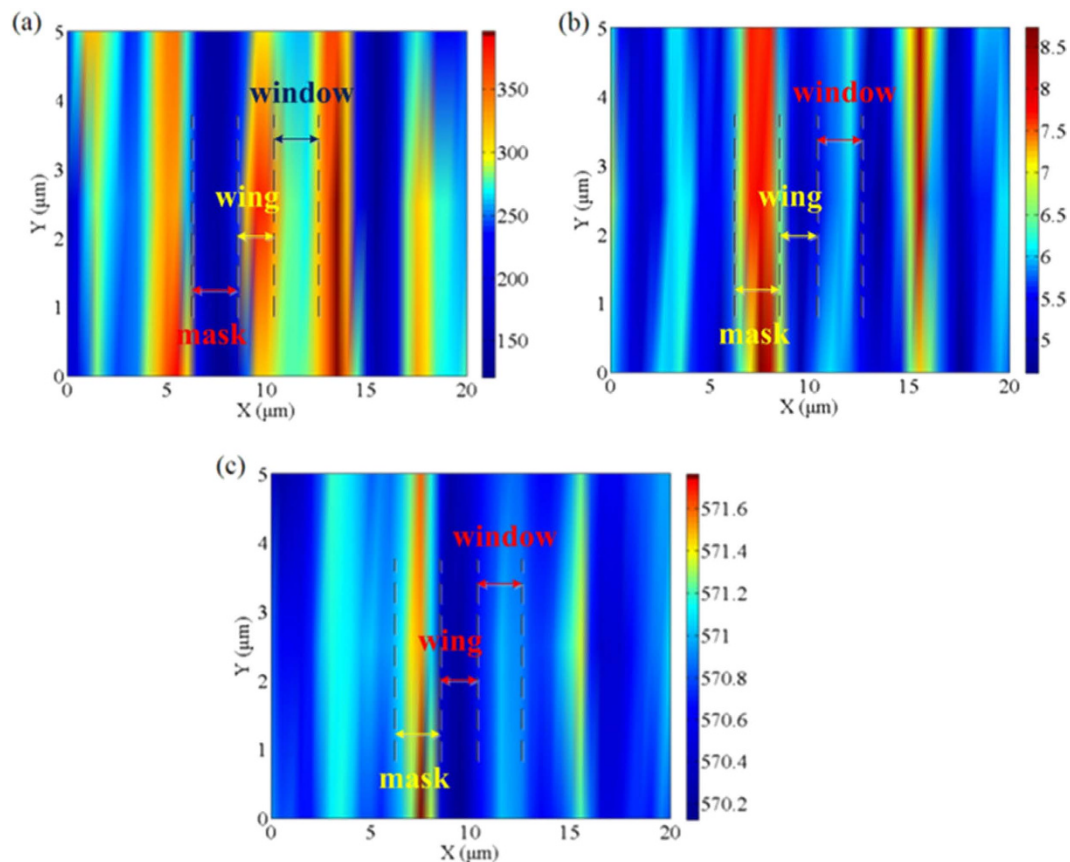 (a)
5
4
3
2
1
0
Y (μm)
window
wing
mask
0 5 10 15 20
X (μm)
350
300
250
200
150
(b)
5
4
3
2
1
0
Y (μm)
window
wing
mask
0 5 10 15 20
X (μm)
8.5
8
7.5
7
6.5
6
5.5
5
(c)
5
4
3
2
1
0
Y (μm)
window
wing
mask
0 5 10 15 20
X (μm)
571.6
571.4
571.2
571
570.8
570.6
570.4
570.2